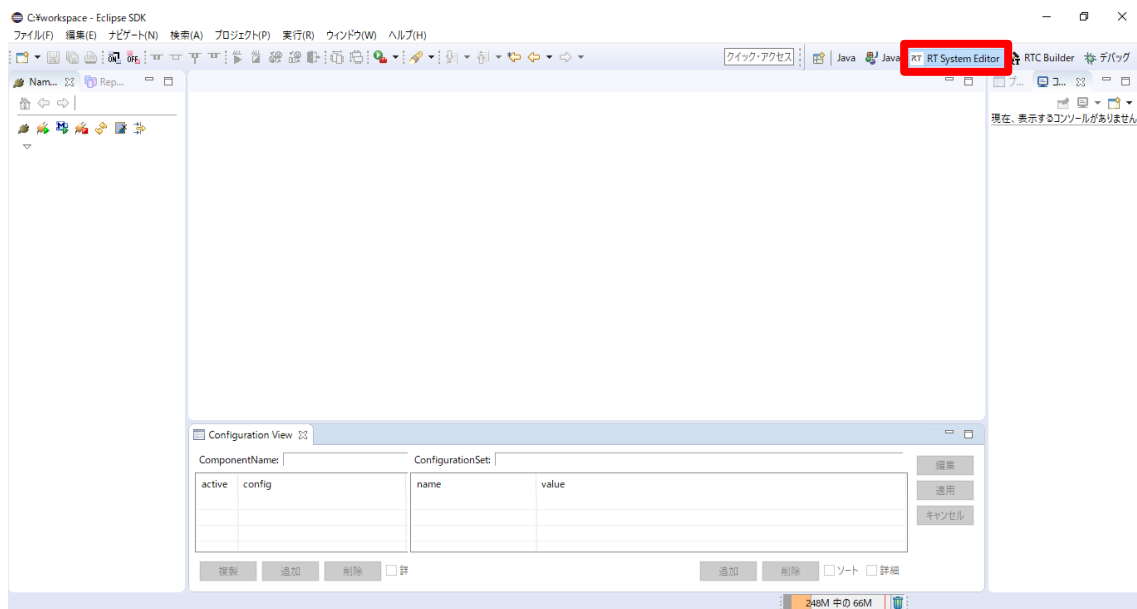 C:¥workspace - Eclipse SDK
ファイル(F) 編集(E) ナビゲート(N) 検索(A) プロジェクト(P) 実行(R) ウィンドウ(W) ヘルプ(H)
クイック・アクセス Java Java RT RT System Editor RTC Builder デバッグ
Nam... Rep... プ... コ...
現在、表示するコンソールがありません
Configuration View
ComponentName: ConfigurationSet: 編集
active config name value 適用
キャンセル
複製 追加 削除 詳 追加 削除 ソート 詳細
248M 中の 66M